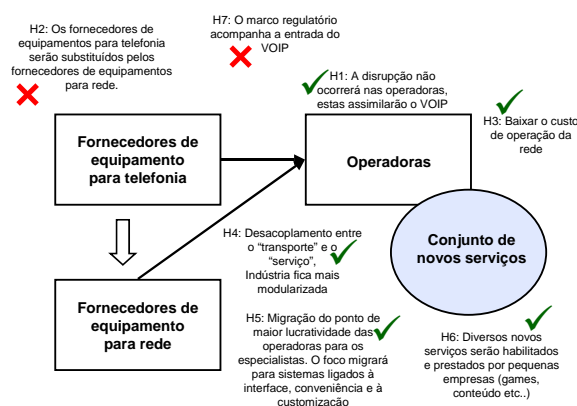 H2: Os fornecedores de
equipamentos para telefonia
serão substituídos pelos
fornecedores de equipamentos
para rede.
H7: O marco regulatório
acompanha a entrada do
VOIP
H1: A disrupção não
ocorrerá nas operadoras,
estas assimilarão o VOIP
H3: Baixar o custo
de operação da
rede
Fornecedores de
equipamento
para telefonia
Operadoras
H4: Desacoplamento entre
o “transporte” e o
“serviço”,
Indústria fica mais
modularizada
Conjunto de
novos serviços
Fornecedores de
equipamento
para rede
H5: Migração do ponto de
maior lucratividade das
operadoras para os
especialistas. O foco migrará
para sistemas ligados à
interface, conveniência e à
customização
H6: Diversos novos
serviços serão habilitados
e prestados por pequenas
empresas (games,
conteúdo etc..)